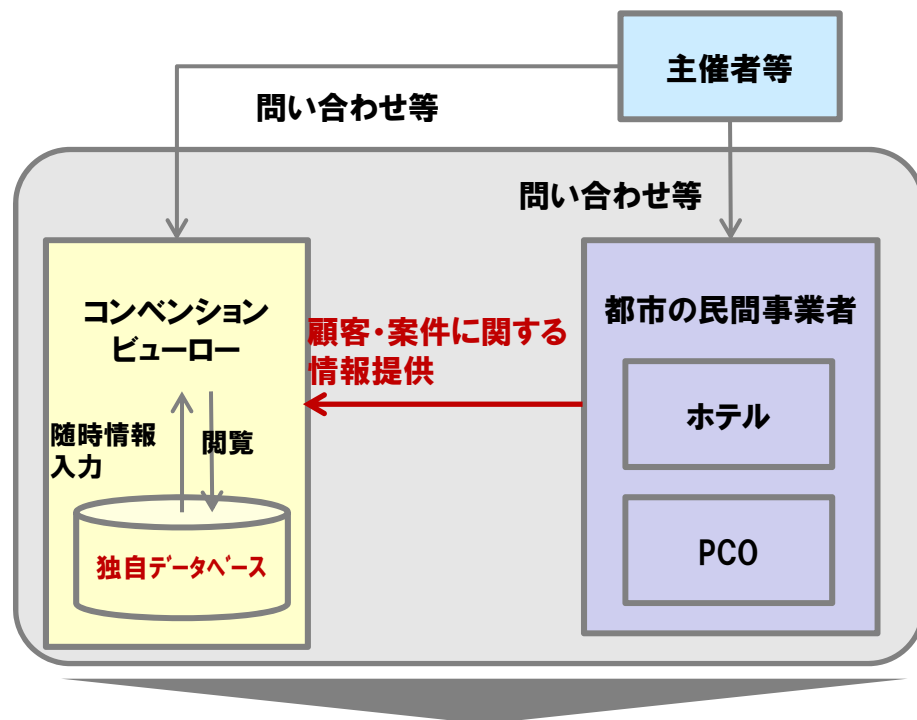 主催者等
問い合わせ等
問い合わせ等
コンベンション
ビューロー
都市の民間事業者
顧客・案件に関する
情報提供
ホテル
随時情報
入力
閲覧
独自データベース
PCO